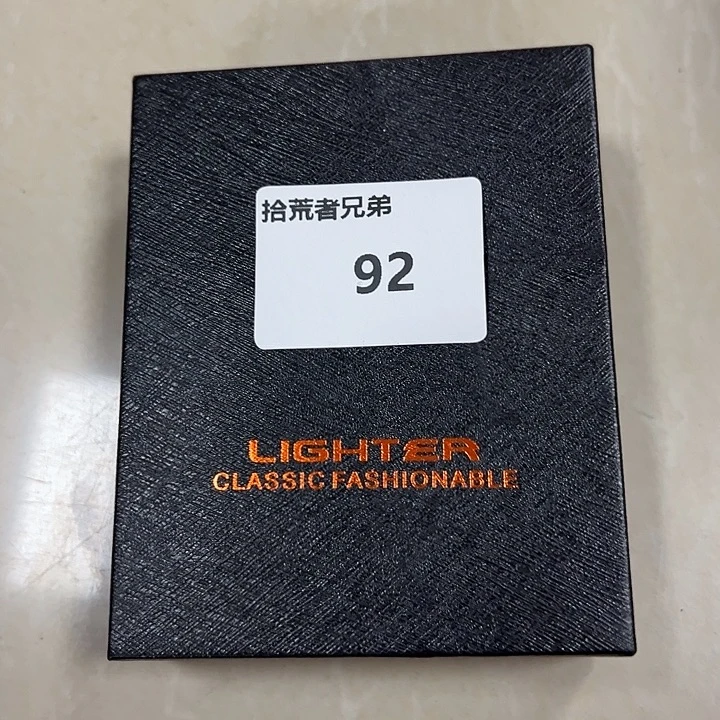 拾荒者兄弟
92
LIGHTER
CLASSIC FASHIONABLE